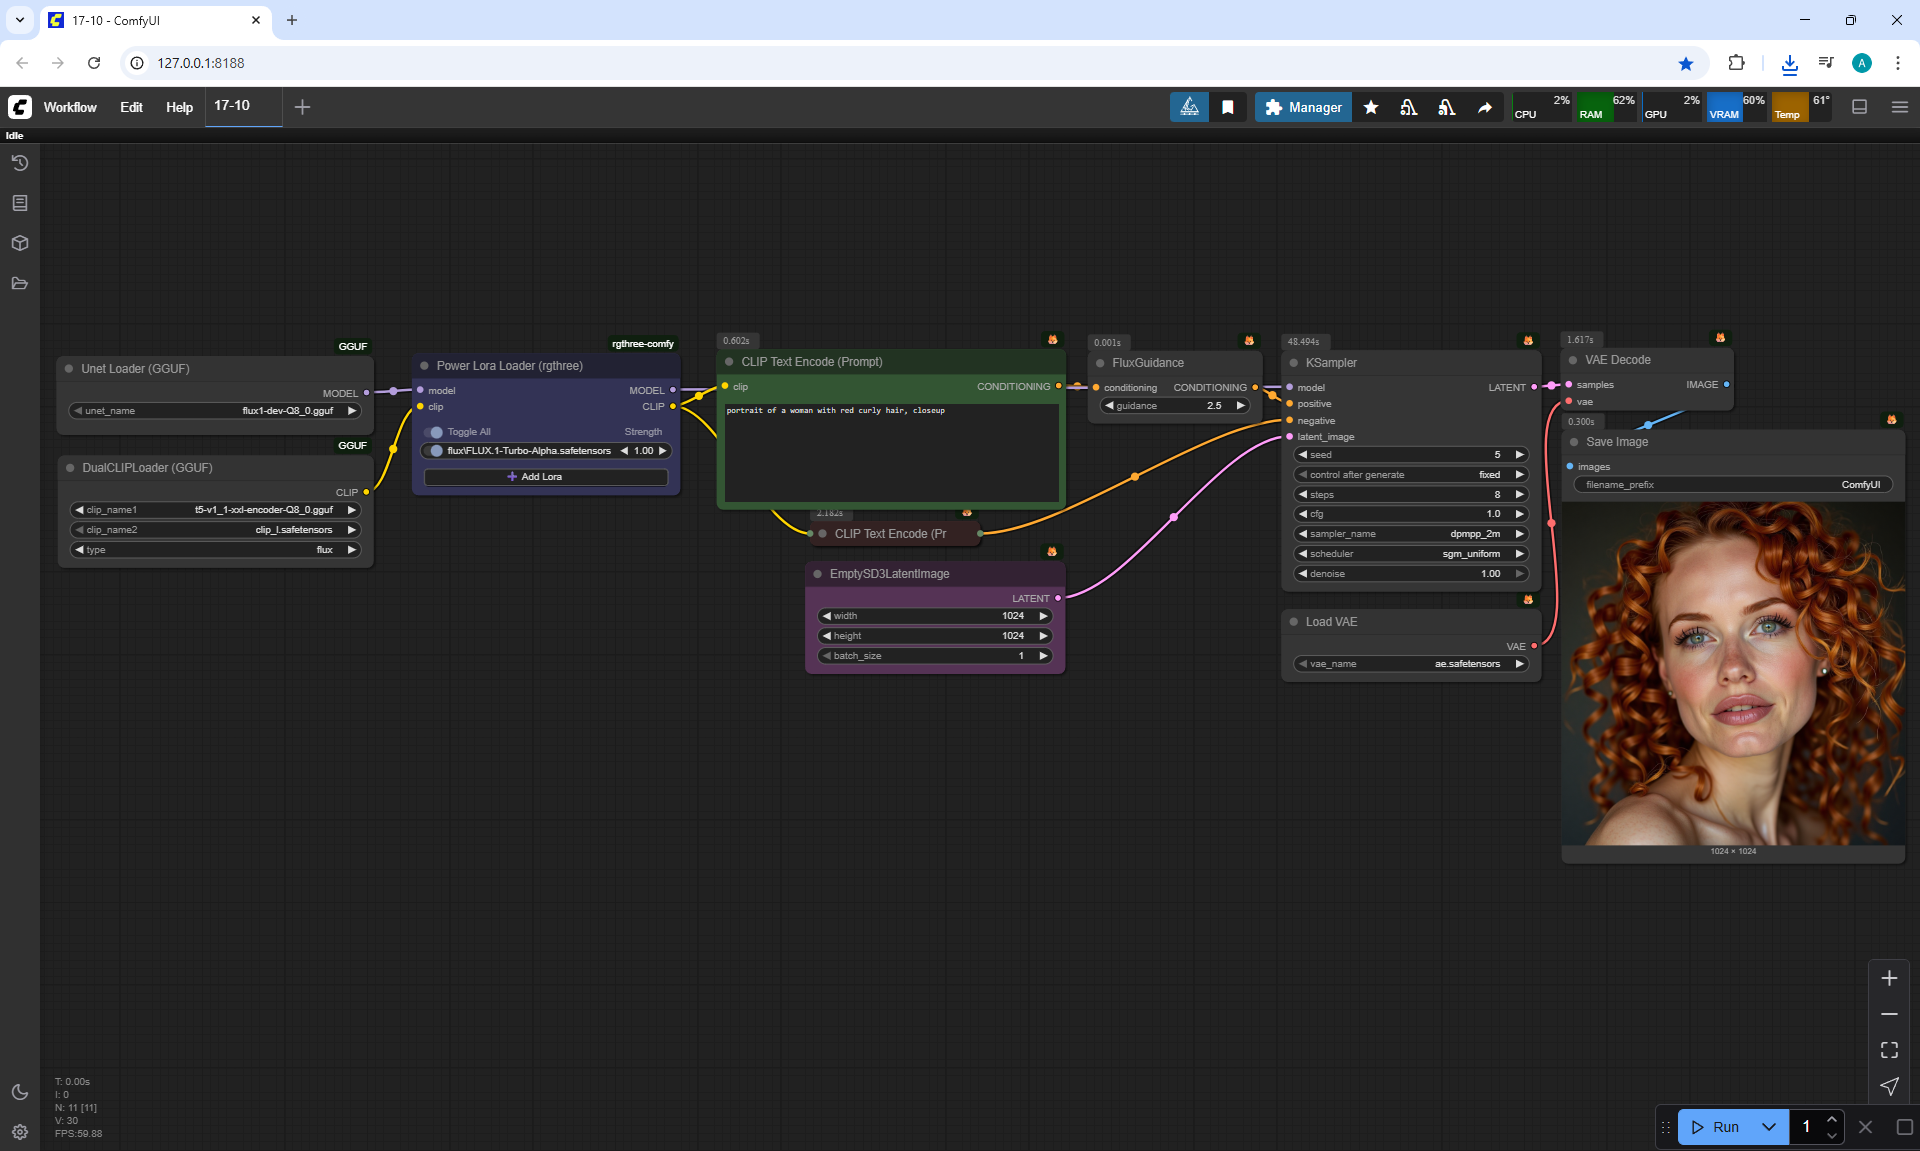 17-10 - ComfyUI
127.0.0.1:8188
A
Workflow
Edit
Help
17-10
Manager
CPU 2%
RAM 62%
GPU 2%
VRAM 60%
Temp 61°
Idle
GGUF
Unet Loader (GGUF)
MODEL
unet_name flux1-dev-Q8_0.gguf
GGUF
DualCLIPLoader (GGUF)
CLIP
clip_name1 t5-v1_1-xxl-encoder-Q8_0.gguf
clip_name2 clip_l.safetensors
type flux
rgthree-comfy
Power Lora Loader (rgthree)
model MODEL
clip CLIP
Toggle All Strength
flux\FLUX.1-Turbo-Alpha.safetensors 1.00
Add Lora
0.602s
CLIP Text Encode (Prompt)
clip CONDITIONING
portrait of a woman with red curly hair, closeup
2.182s
CLIP Text Encode (Pr
EmptySD3LatentImage
LATENT
width 1024
height 1024
batch_size 1
0.001s
FluxGuidance
conditioning CONDITIONING
guidance 2.5
48.494s
KSampler
model LATENT
positive
negative
latent_image
seed 5
control after generate fixed
steps 8
cfg 1.0
sampler_name dpmpp_2m
scheduler sgm_uniform
denoise 1.00
Load VAE
VAE
vae_name ae.safetensors
1.617s
VAE Decode
samples IMAGE
vae
0.300s
Save Image
images
filename_prefix ComfyUI
1024 × 1024
T: 0.00s
I: 0
N: 11 [11]
V: 30
FPS:59.88
Run
1